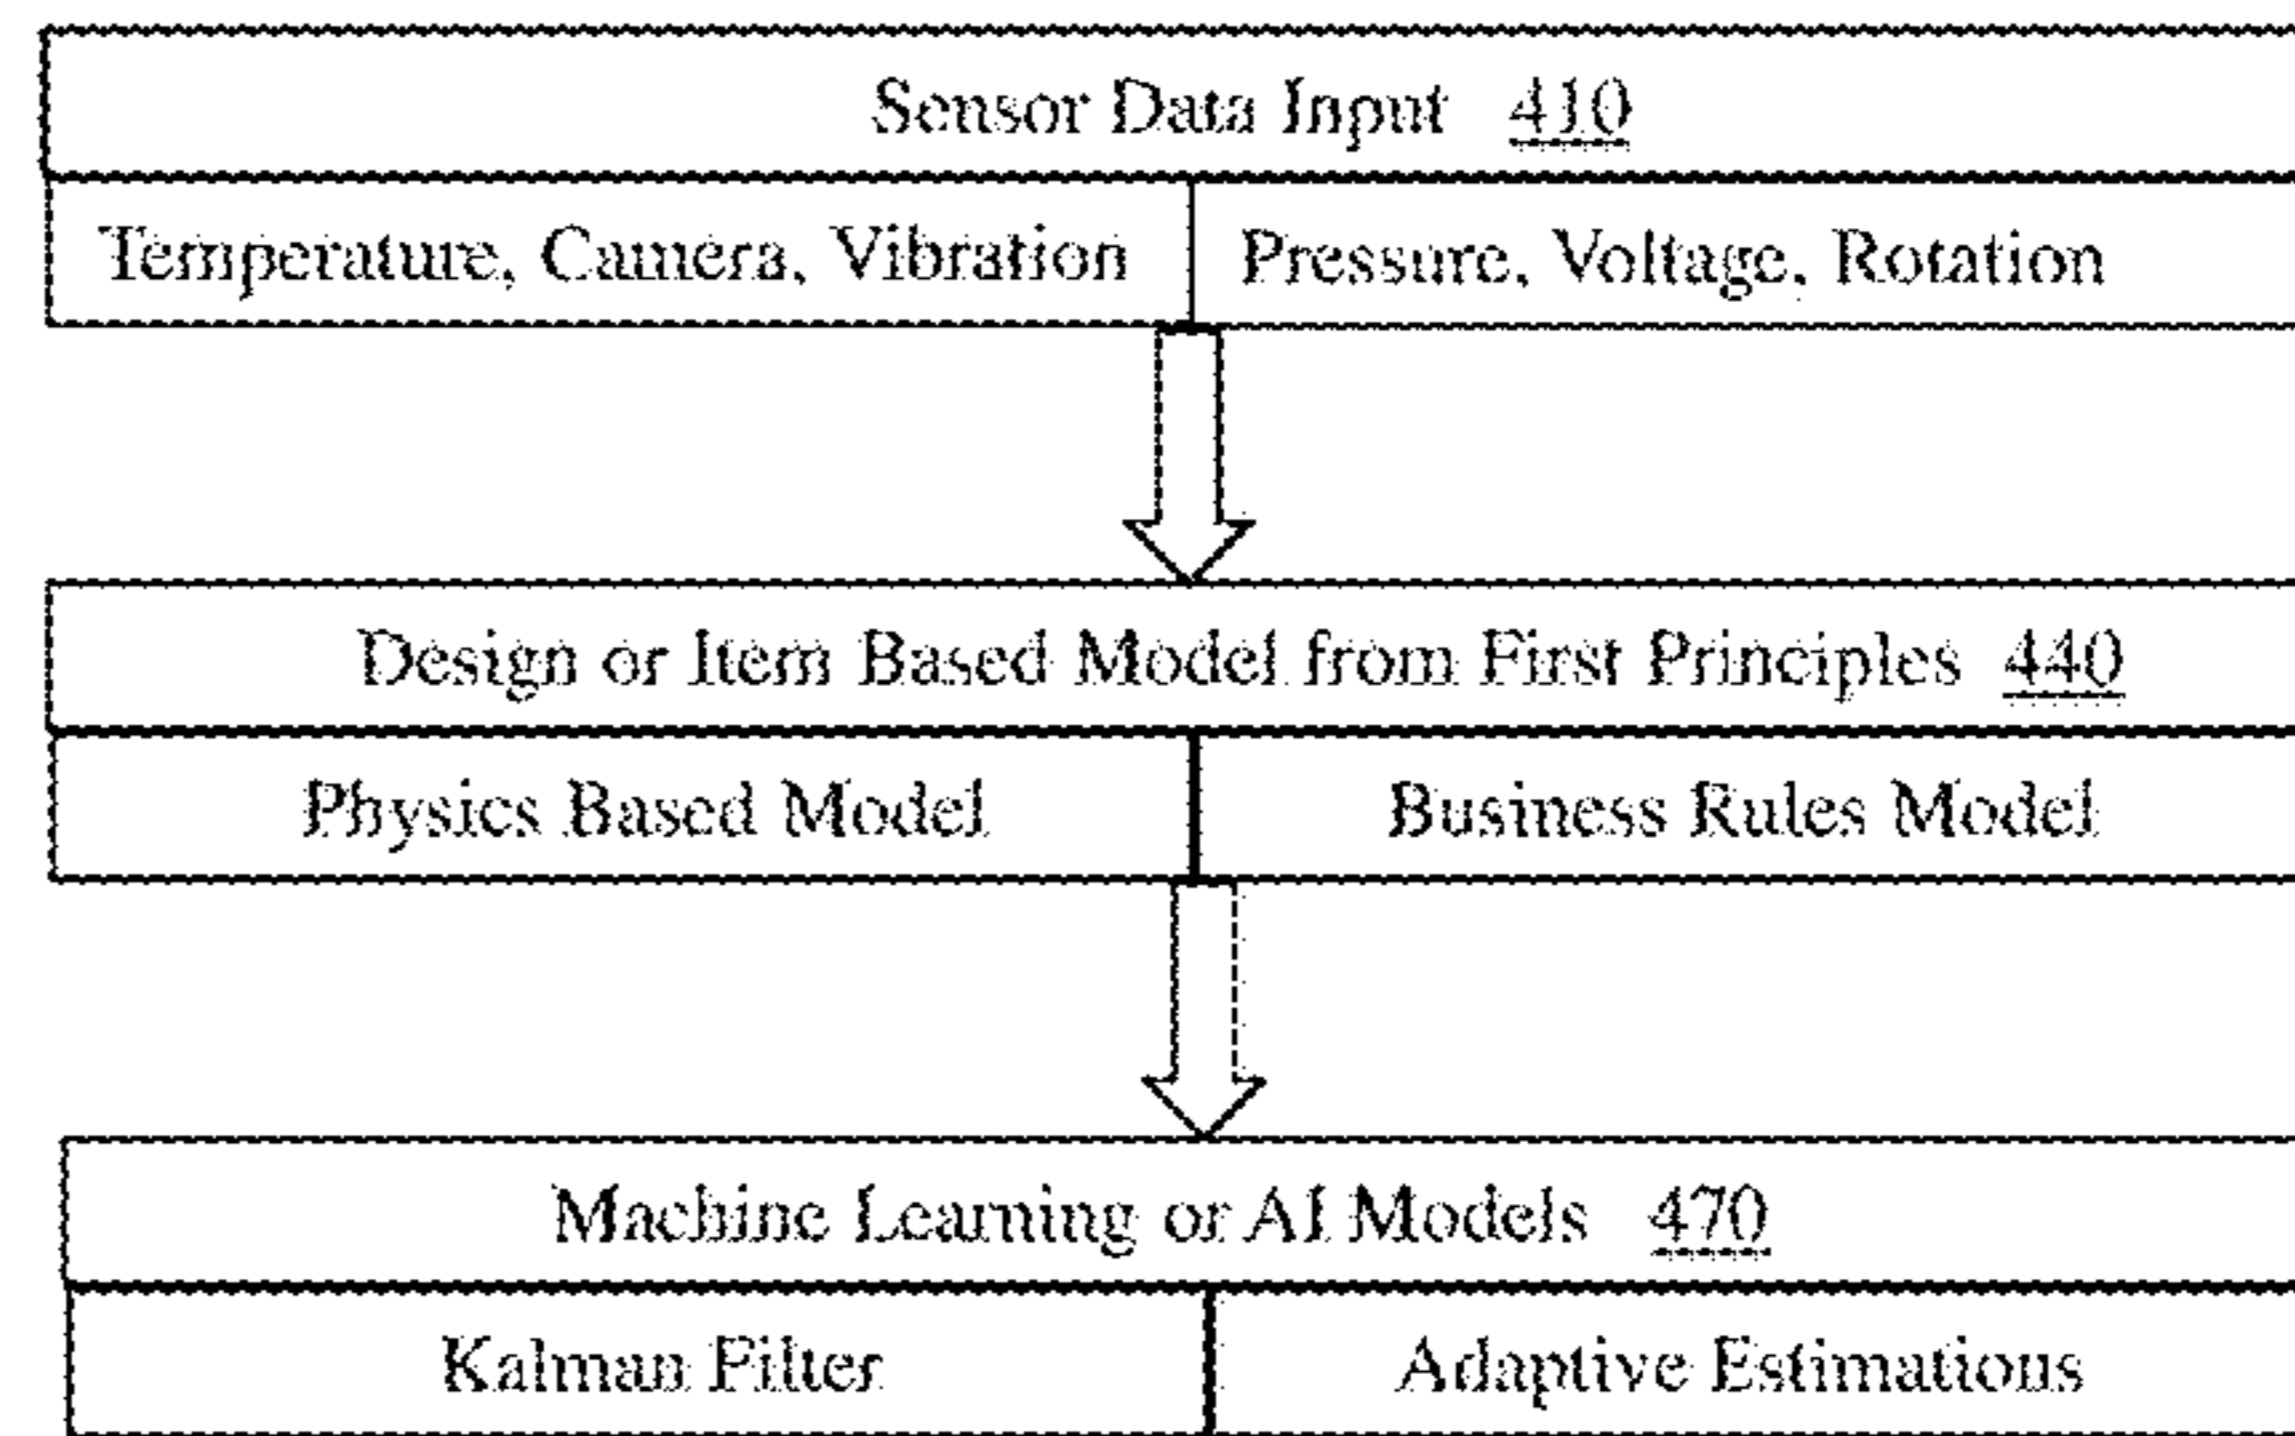 Sensor Data Input 410
Temperature, Camera, Vibration
Pressure, Voltage, Rotation
Design or Item Based Model from First Principles 440
Physics Based Model
Business Rules Model
Machine Learning or AI Models 470
Kalman Filter
Adaptive Estimations